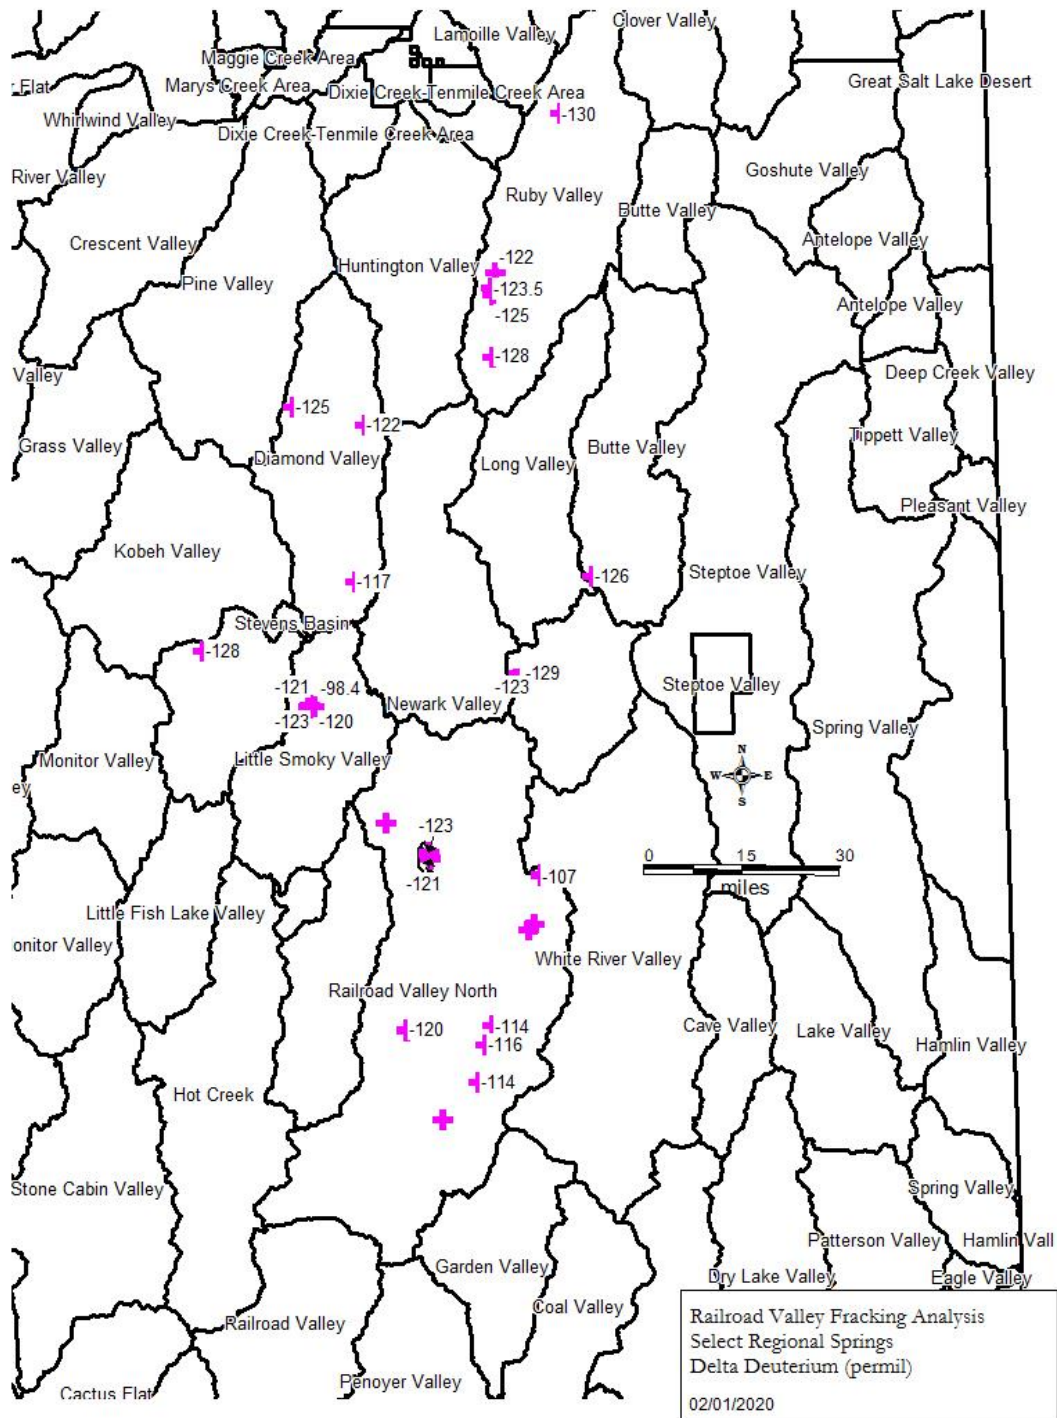 Clover Valley
Lamoille Valley
Maggie Creek Area
Great Salt Lake Desert
r Flat
Marys Creek Area
Dixie Creek-Tenmile Creek Area
-130
Whirlwind Valley
Dixie Creek-Tenmile Creek Area
Goshute Valley
River Valley
Ruby Valley
Butte Valley
Crescent Valley
Antelope Valley
-122
Huntington Valley
Pine Valley
-123.5
Antelope Valley
-125
-128
Valley
Deep Creek Valley
-125
-122
Tippett Valley
Grass Valley
Butte Valley
Diamond Valley
Long Valley
Pleasant Valley
Kobeh Valley
Steptoe Valley
-117
-126
Stevens Basin
-128
-129
Steptoe Valley
-121
-98.4
-123
Newark Valley
-123
-120
Spring Valley
Little Smoky Valley
Monitor Valley
N
W
E
S
ey
-123
0
15
30
-107
-121
miles
Little Fish Lake Valley
onitor Valley
White River Valley
Railroad Valley North
-114
Cave Valley
-120
Lake Valley
-116
Hamlin Valley
-114
Hot Creek
Stone Cabin Valley
Spring Valley
Patterson Valley
Hamlin Vall
Garden Valley
Dry Lake Valley
Eagle Valley
Coal Valley
Railroad Valley
Penoyer Valley
Cactus Flat
Railroad Valley Fracking Analysis
Select Regional Springs
Delta Deuterium (permil)
02/01/2020